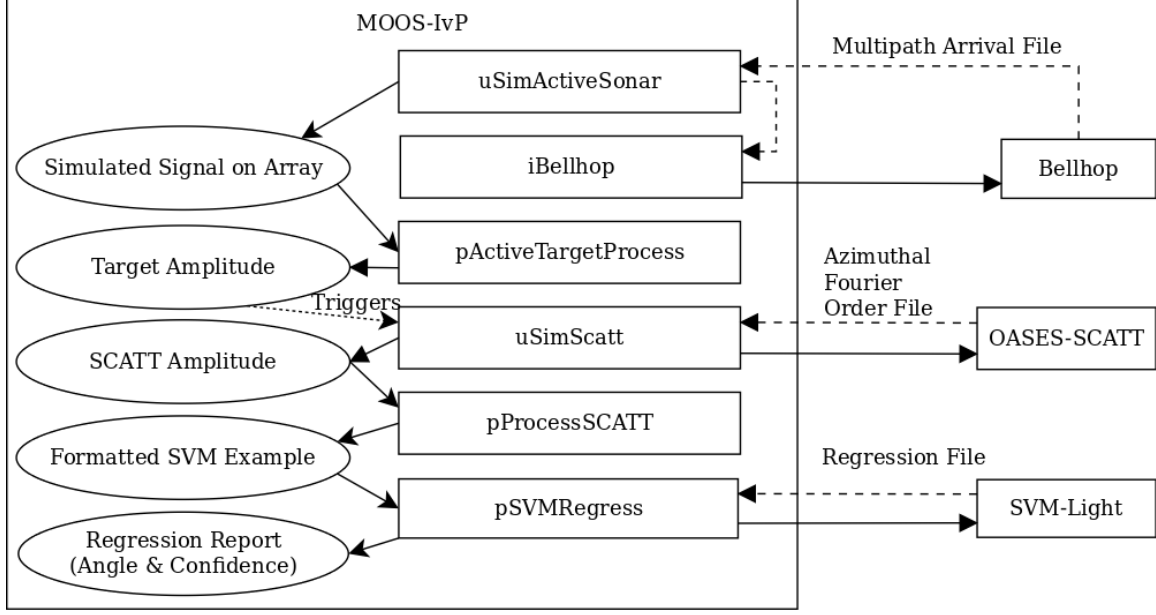 MOOS-IvP
Multipath Arrival File
uSimActiveSonar
Simulated Signal on Array
iBellhop
Bellhop
pActiveTargetProcess
Target Amplitude
Azimuthal
Fourier
Order File
Triggers
uSimScatt
OASES-SCATT
SCATT Amplitude
pProcessSCATT
Formatted SVM Example
Regression File
pSVMRegress
SVM-Light
Regression Report
(Angle & Confidence)